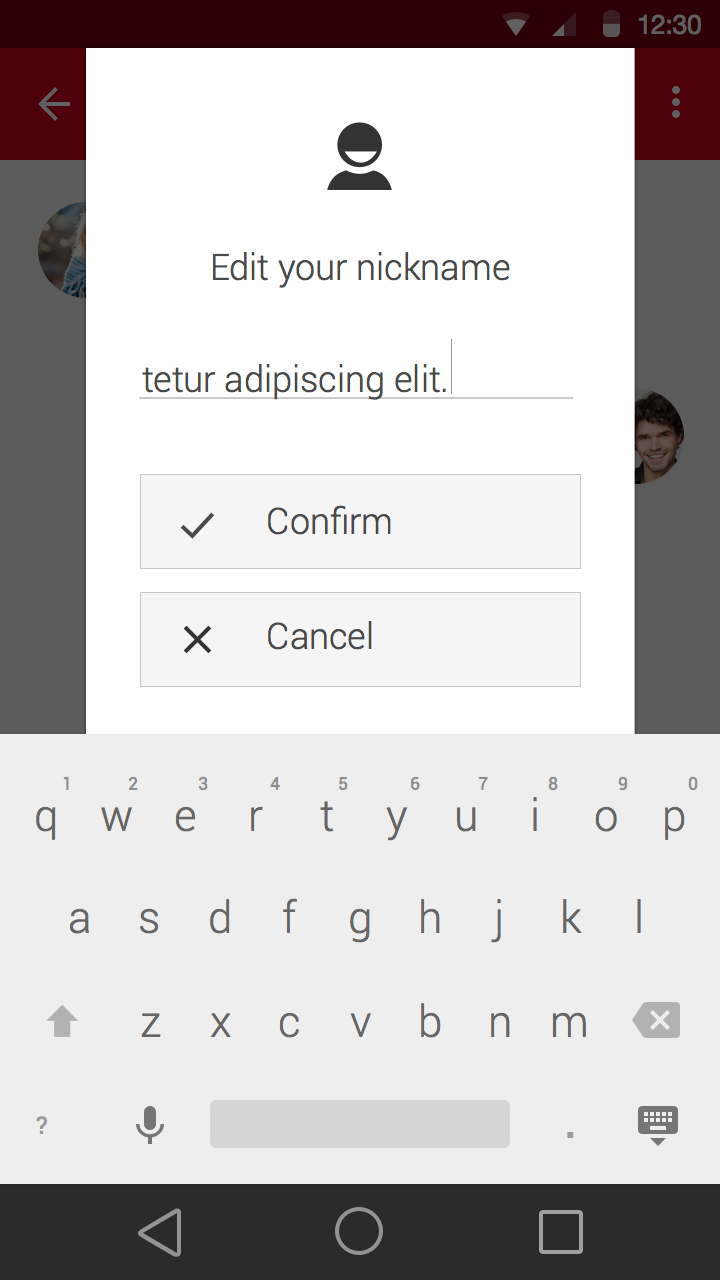 12:30
Edit your nickname
tetur adipiscing elit.
Confirm
Cancel
1 2 3 4 5 6 7 8 9 0
q w e r t y u i o p
a s d f g h j k l
z x c v b n m
? .